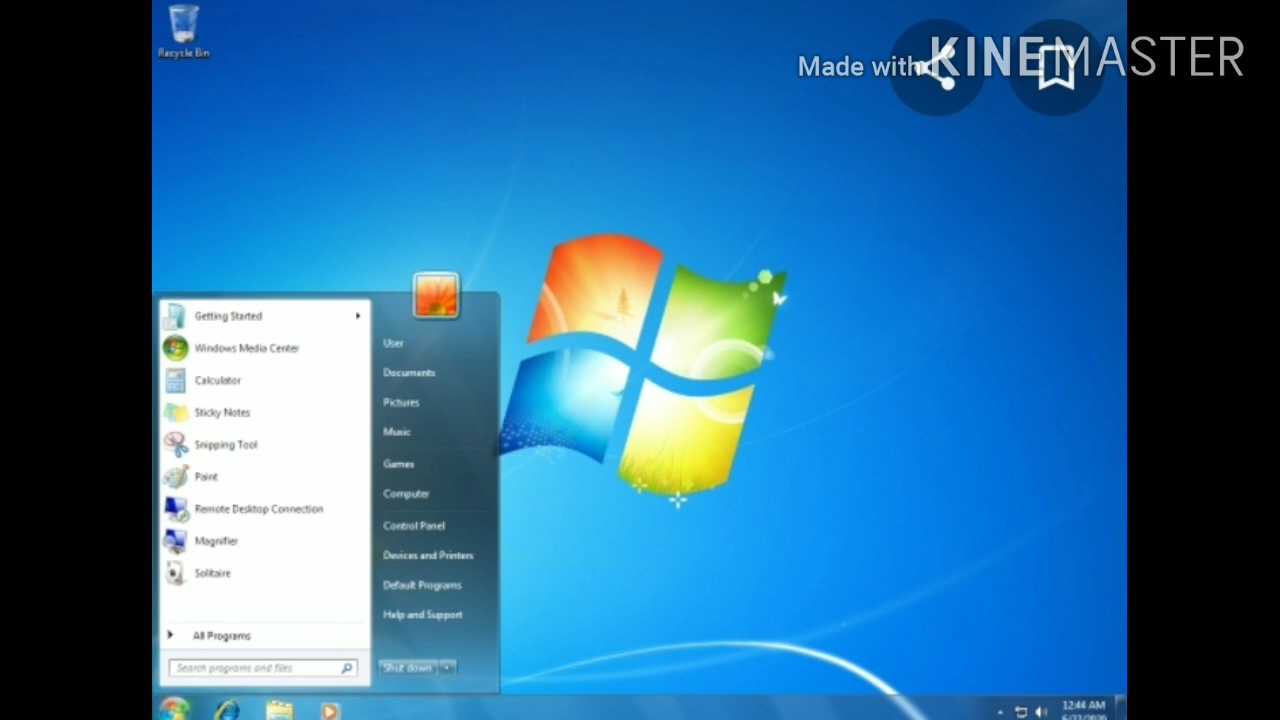 Recycle Bin
Made with KINEMASTER
Getting Started
Windows Media Center
Calculator
Sticky Notes
Snipping Tool
Paint
Remote Desktop Connection
Magnifier
Solitaire
All Programs
Search programs and files
User
Documents
Pictures
Music
Games
Computer
Control Panel
Devices and Printers
Default Programs
Help and Support
Shut down
12:44 AM